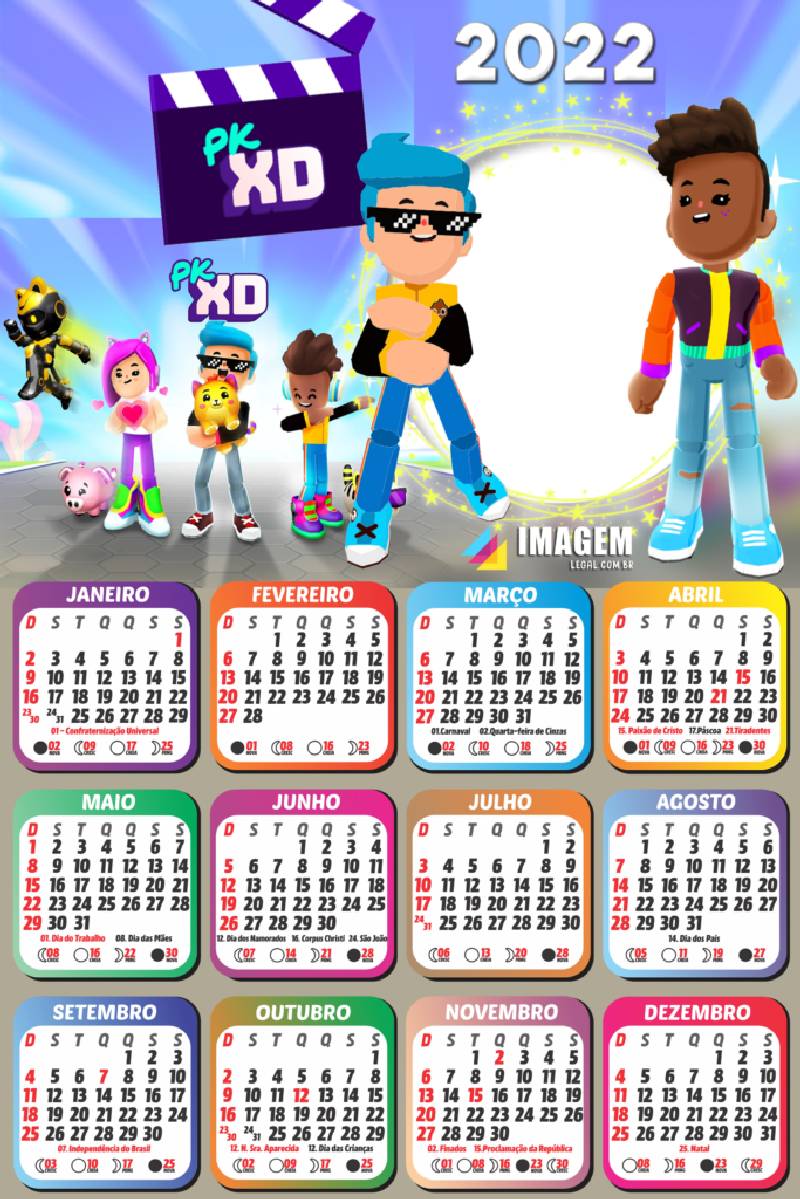 2022
PK
XD
PK
XD
IMAGEM
LEGAL.COM.BR
JANEIRO
D S T Q Q S S
1
2 3 4 5 6 7 8
9 10 11 12 13 14 15
16 17 18 19 20 21 22
23/30 24/31 25 26 27 28 29
01 - Confraternização Universal
02 NOVA 09 CRESC 17 CHEIA 25 MING
FEVEREIRO
D S T Q Q S S
1 2 3 4 5
6 7 8 9 10 11 12
13 14 15 16 17 18 19
20 21 22 23 24 25 26
27 28
01 NOVA 08 CRESC 16 CHEIA 23 MING
MARÇO
D S T Q Q S S
1 2 3 4 5
6 7 8 9 10 11 12
13 14 15 16 17 18 19
20 21 22 23 24 25 26
27 28 29 30 31
01.Carnaval 02.Quarta-feira de Cinzas
02 NOVA 10 CRESC 18 CHEIA 25 MING
ABRIL
D S T Q Q S S
1 2
3 4 5 6 7 8 9
10 11 12 13 14 15 16
17 18 19 20 21 22 23
24 25 26 27 28 29 30
15. Paixão de Cristo 17.Páscoa 21.Tiradentes
01 NOVA 09 CRESC 16 CHEIA 23 MING 30 NOVA
MAIO
D S T Q Q S S
1 2 3 4 5 6 7
8 9 10 11 12 13 14
15 16 17 18 19 20 21
22 23 24 25 26 27 28
29 30 31
01. Dia do Trabalho 08. Dia das Mães
08 CRESC 16 CHEIA 22 MING 30 NOVA
JUNHO
D S T Q Q S S
1 2 3 4
5 6 7 8 9 10 11
12 13 14 15 16 17 18
19 20 21 22 23 24 25
26 27 28 29 30
12. Dia dos Namorados 16. Corpus Christi 24. São João
07 CRESC 14 CHEIA 21 MING 28 NOVA
JULHO
D S T Q Q S S
1 2
3 4 5 6 7 8 9
10 11 12 13 14 15 16
17 18 19 20 21 22 23
24/31 25 26 27 28 29 30
06 CRESC 13 CHEIA 20 MING 28 NOVA
AGOSTO
D S T Q Q S S
1 2 3 4 5 6
7 8 9 10 11 12 13
14 15 16 17 18 19 20
21 22 23 24 25 26 27
28 29 30 31
14. Dia dos Pais
05 CRESC 11 CHEIA 19 MING 27 NOVA
SETEMBRO
D S T Q Q S S
1 2 3
4 5 6 7 8 9 10
11 12 13 14 15 16 17
18 19 20 21 22 23 24
25 26 27 28 29 30
07. Independência do Brasil
03 CRESC 10 CHEIA 17 MING 25 NOVA
OUTUBRO
D S T Q Q S S
1
2 3 4 5 6 7 8
9 10 11 12 13 14 15
16 17 18 19 20 21 22
23/30 24/31 25 26 27 28 29
12. N. Sra. Aparecida 12. Dia das Crianças
02 CRESC 09 CHEIA 17 MING 25 NOVA
NOVEMBRO
D S T Q Q S S
1 2 3 4 5
6 7 8 9 10 11 12
13 14 15 16 17 18 19
20 21 22 23 24 25 26
27 28 29 30
02. Finados 15.Proclamação da República
01 CRESC 08 CHEIA 16 MING 23 NOVA 30 CRESC
DEZEMBRO
D S T Q Q S S
1 2 3
4 5 6 7 8 9 10
11 12 13 14 15 16 17
18 19 20 21 22 23 24
25 26 27 28 29 30 31
25. Natal
08 CHEIA 16 MING 23 NOVA 29 CRESC